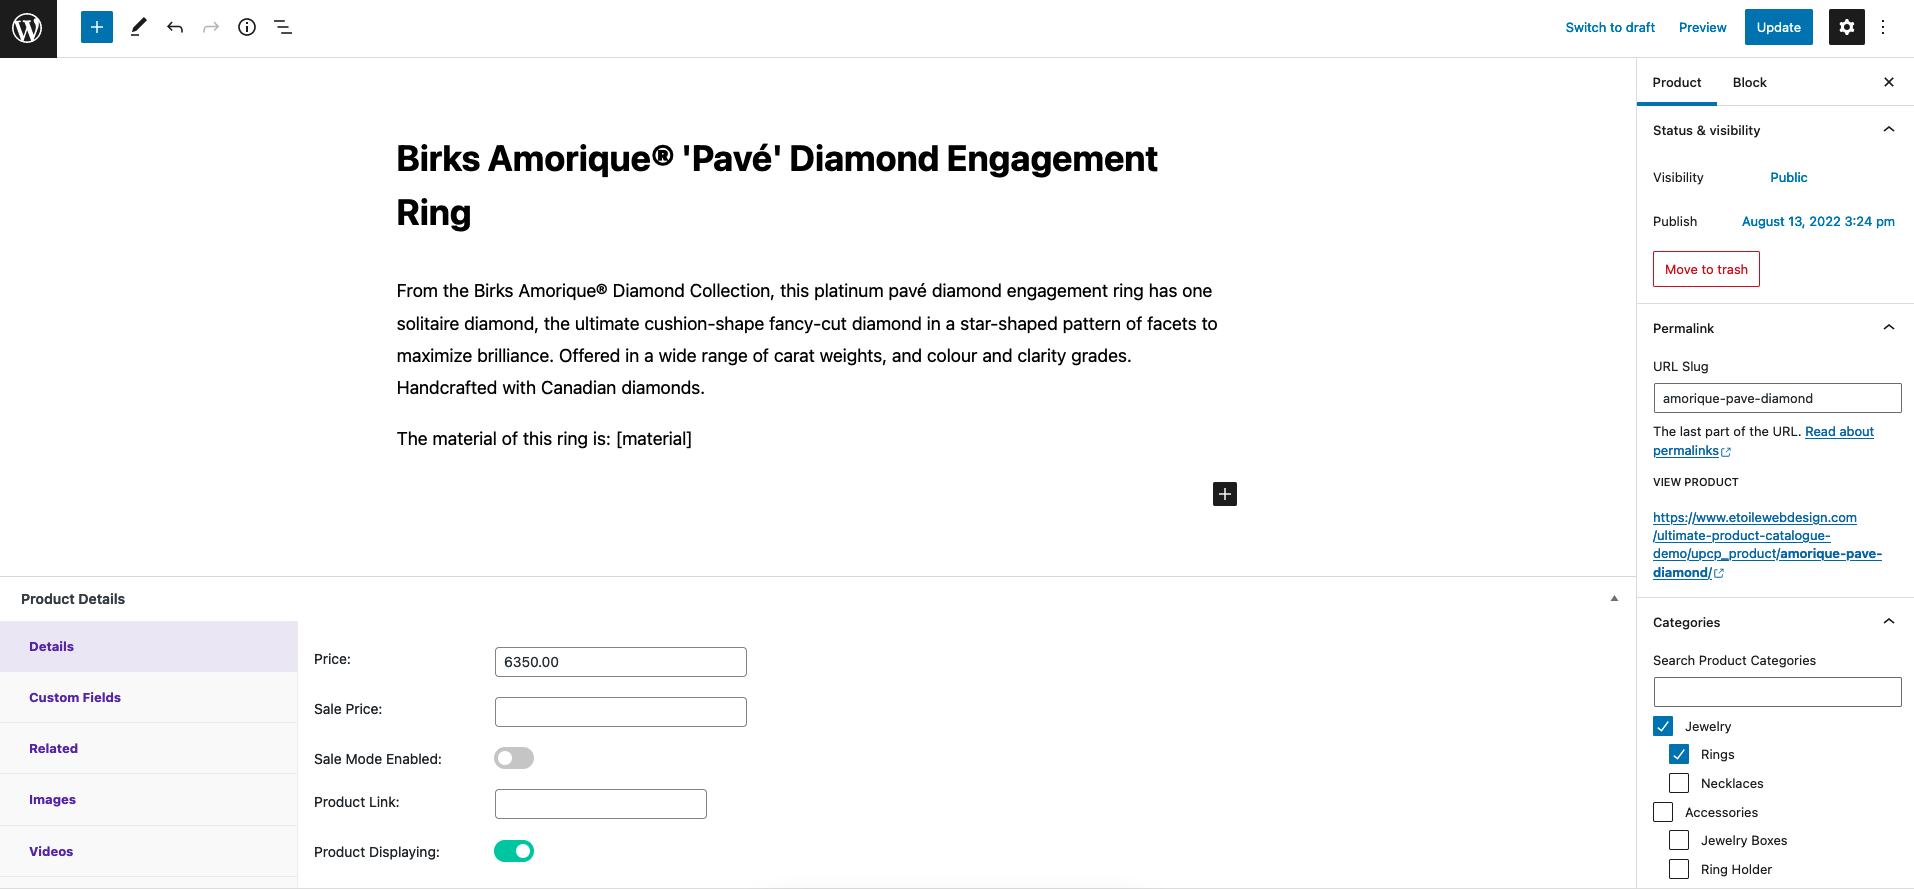 Switch to draft Preview Update
Birks Amorique® 'Pavé' Diamond Engagement
Ring
From the Birks Amorique® Diamond Collection, this platinum pavé diamond engagement ring has one
solitaire diamond, the ultimate cushion-shape fancy-cut diamond in a star-shaped pattern of facets to
maximize brilliance. Offered in a wide range of carat weights, and colour and clarity grades.
Handcrafted with Canadian diamonds.
The material of this ring is: [material]
Product Details
Details
Custom Fields
Related
Images
Videos
Price: 6350.00
Sale Price:
Sale Mode Enabled:
Product Link:
Product Displaying:
Product Block
Status & visibility
Visibility Public
Publish August 13, 2022 3:24 pm
Move to trash
Permalink
URL Slug
amorique-pave-diamond
The last part of the URL. Read about
permalinks
VIEW PRODUCT
https://www.etoilewebdesign.com
/ultimate-product-catalogue-
demo/upcp_product/amorique-pave-
diamond/
Categories
Search Product Categories
Jewelry
Rings
Necklaces
Accessories
Jewelry Boxes
Ring Holder